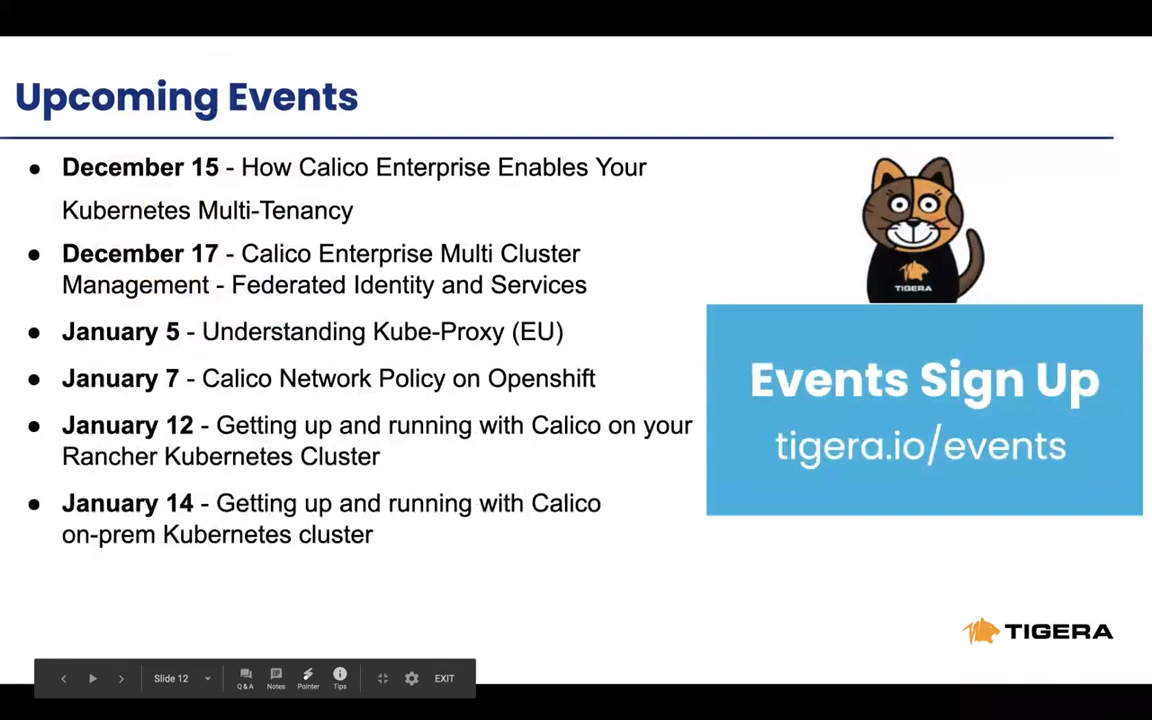 Upcoming Events
● December 15 - How Calico Enterprise Enables Your
Kubernetes Multi-Tenancy
● December 17 - Calico Enterprise Multi Cluster
Management - Federated Identity and Services
● January 5 - Understanding Kube-Proxy (EU)
● January 7 - Calico Network Policy on Openshift
● January 12 - Getting up and running with Calico on your
Rancher Kubernetes Cluster
● January 14 - Getting up and running with Calico
on-prem Kubernetes cluster
TIGERA
Events Sign Up
tigera.io/events
TIGERA
Slide 12
Q&A
Notes
Pointer
Tips
EXIT